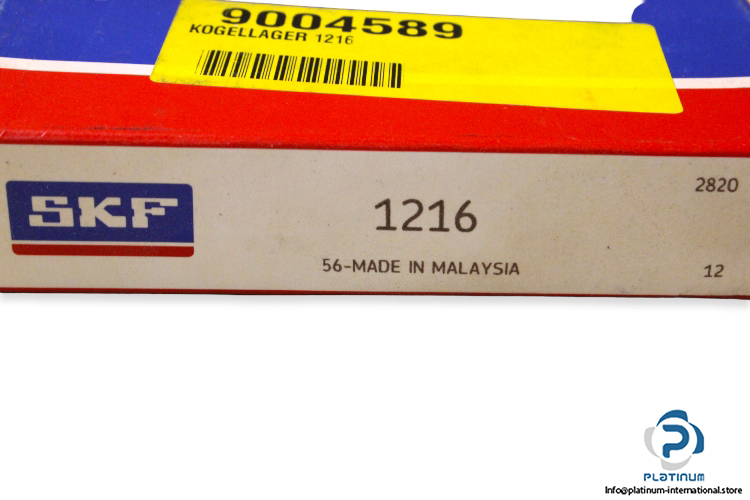 9004589
KOGELLAGER 1216
SKF
1216
2820
56-MADE IN MALAYSIA
12
PLATINUM
Info@platinum-international.store